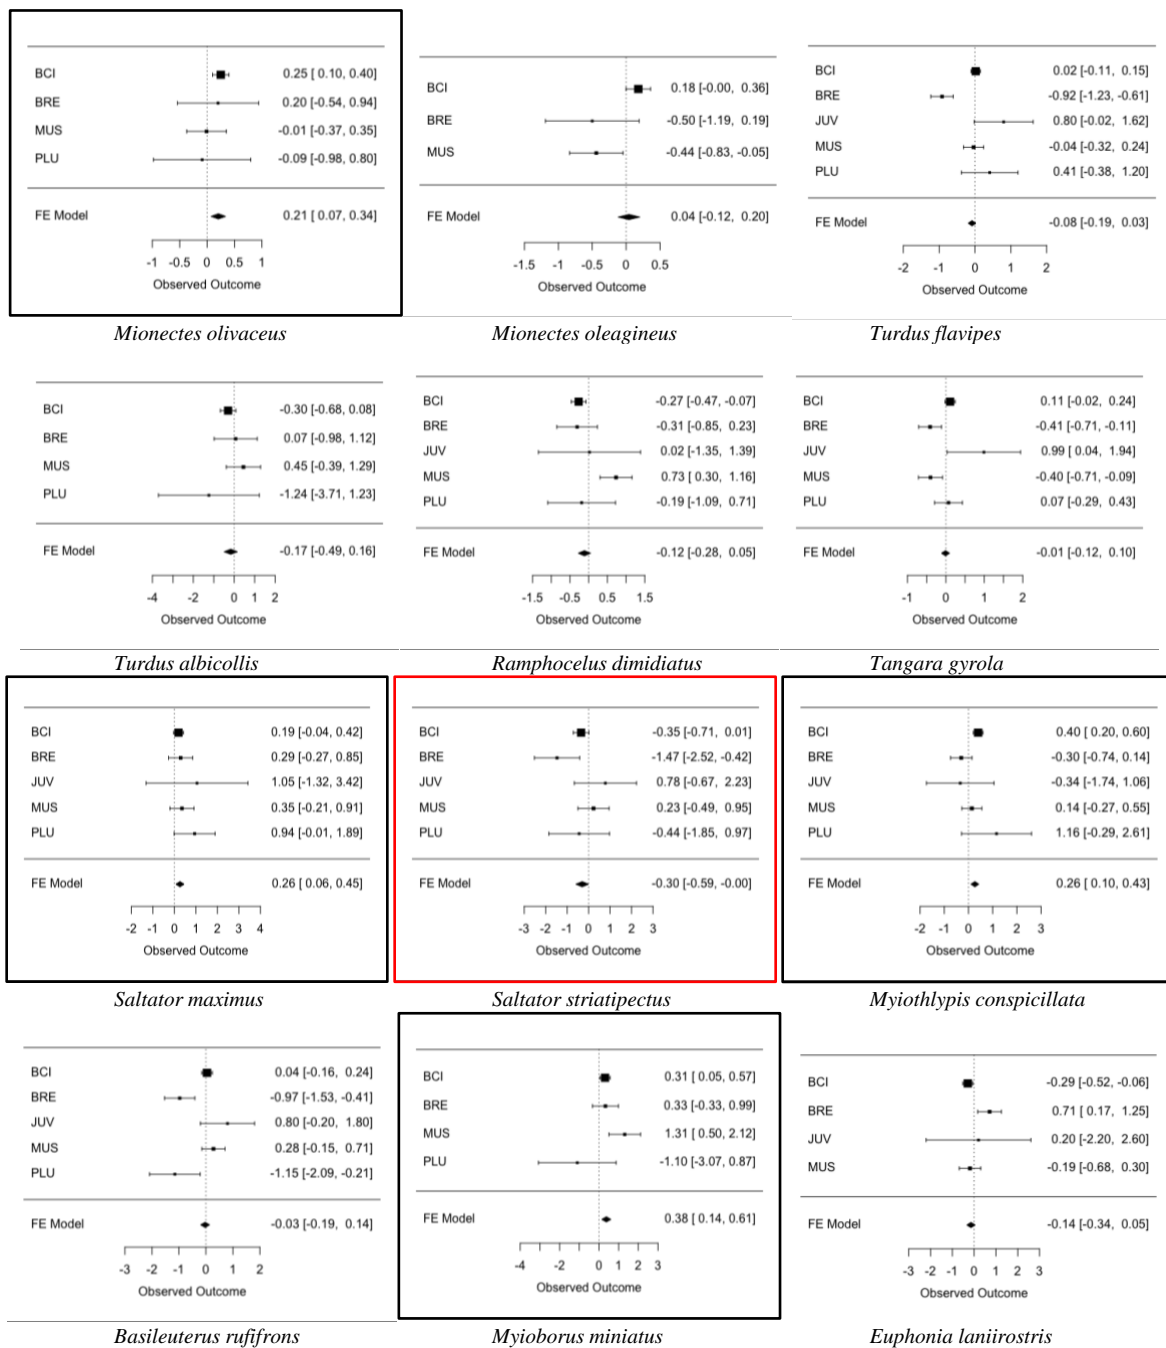 BCI 0.25 [ 0.10, 0.40]
BRE 0.20 [-0.54, 0.94]
MUS -0.01 [-0.37, 0.35]
PLU -0.09 [-0.98, 0.80]
FE Model 0.21 [ 0.07, 0.34]
-1 -0.5 0 0.5 1
Observed Outcome
Mionectes olivaceus
BCI 0.18 [-0.00, 0.36]
BRE -0.50 [-1.19, 0.19]
MUS -0.44 [-0.83, -0.05]
FE Model 0.04 [-0.12, 0.20]
-1.5 -1 -0.5 0 0.5
Observed Outcome
Mionectes oleagineus
BCI 0.02 [-0.11, 0.15]
BRE -0.92 [-1.23, -0.61]
JUV 0.80 [-0.02, 1.62]
MUS -0.04 [-0.32, 0.24]
PLU 0.41 [-0.38, 1.20]
FE Model -0.08 [-0.19, 0.03]
-2 -1 0 1 2
Observed Outcome
Turdus flavipes
BCI -0.30 [-0.68, 0.08]
BRE 0.07 [-0.98, 1.12]
MUS 0.45 [-0.39, 1.29]
PLU -1.24 [-3.71, 1.23]
FE Model -0.17 [-0.49, 0.16]
-4 -2 0 1 2
Observed Outcome
Turdus albicollis
BCI -0.27 [-0.47, -0.07]
BRE -0.31 [-0.85, 0.23]
JUV 0.02 [-1.35, 1.39]
MUS 0.73 [ 0.30, 1.16]
PLU -0.19 [-1.09, 0.71]
FE Model -0.12 [-0.28, 0.05]
-1.5 -0.5 0.5 1.5
Observed Outcome
Ramphocelus dimidiatus
BCI 0.11 [-0.02, 0.24]
BRE -0.41 [-0.71, -0.11]
JUV 0.99 [ 0.04, 1.94]
MUS -0.40 [-0.71, -0.09]
PLU 0.07 [-0.29, 0.43]
FE Model -0.01 [-0.12, 0.10]
-1 0 1 2
Observed Outcome
Tangara gyrola
BCI 0.19 [-0.04, 0.42]
BRE 0.29 [-0.27, 0.85]
JUV 1.05 [-1.32, 3.42]
MUS 0.35 [-0.21, 0.91]
PLU 0.94 [-0.01, 1.89]
FE Model 0.26 [ 0.06, 0.45]
-2 -1 0 1 2 3 4
Observed Outcome
Saltator maximus
BCI -0.35 [-0.71, 0.01]
BRE -1.47 [-2.52, -0.42]
JUV 0.78 [-0.67, 2.23]
MUS 0.23 [-0.49, 0.95]
PLU -0.44 [-1.85, 0.97]
FE Model -0.30 [-0.59, -0.00]
-3 -2 -1 0 1 2 3
Observed Outcome
Saltator striatipectus
BCI 0.40 [ 0.20, 0.60]
BRE -0.30 [-0.74, 0.14]
JUV -0.34 [-1.74, 1.06]
MUS 0.14 [-0.27, 0.55]
PLU 1.16 [-0.29, 2.61]
FE Model 0.26 [ 0.10, 0.43]
-2 -1 0 1 2 3
Observed Outcome
Myiothlypis conspicillata
BCI 0.04 [-0.16, 0.24]
BRE -0.97 [-1.53, -0.41]
JUV 0.80 [-0.20, 1.80]
MUS 0.28 [-0.15, 0.71]
PLU -1.15 [-2.09, -0.21]
FE Model -0.03 [-0.19, 0.14]
-3 -2 -1 0 1 2
Observed Outcome
Basileuterus rufifrons
BCI 0.31 [ 0.05, 0.57]
BRE 0.33 [-0.33, 0.99]
MUS 1.31 [ 0.50, 2.12]
PLU -1.10 [-3.07, 0.87]
FE Model 0.38 [ 0.14, 0.61]
-4 -2 0 1 2 3
Observed Outcome
Myioborus miniatus
BCI -0.29 [-0.52, -0.06]
BRE 0.71 [ 0.17, 1.25]
JUV 0.20 [-2.20, 2.60]
MUS -0.19 [-0.68, 0.30]
FE Model -0.14 [-0.34, 0.05]
-3 -2 -1 0 1 2 3
Observed Outcome
Euphonia laniirostris